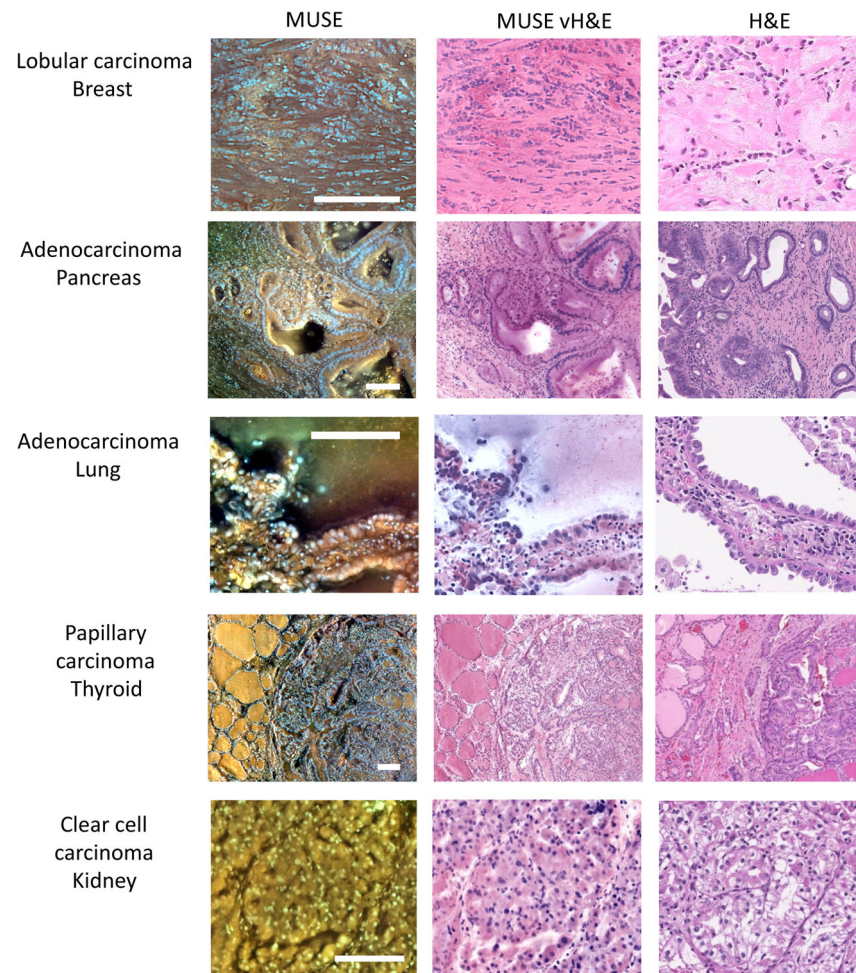 MUSE
MUSE vH&E
H&E
Lobular carcinoma
Breast
Adenocarcinoma
Pancreas
Adenocarcinoma
Lung
Papillary
carcinoma
Thyroid
Clear cell
carcinoma
Kidney